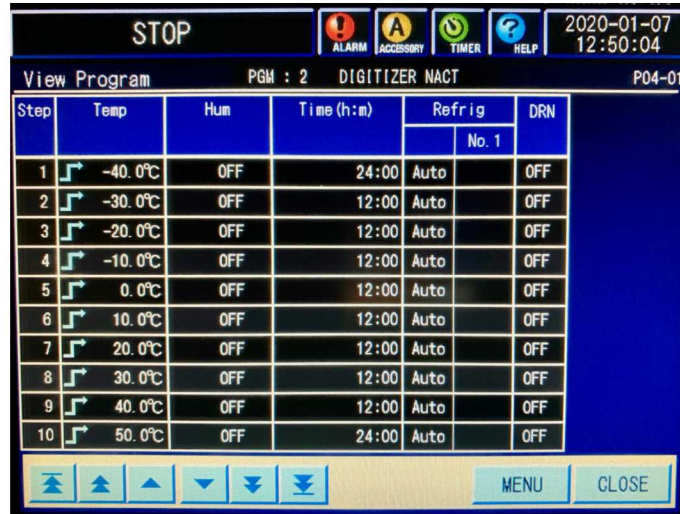 STOP ALARM ACCESSORY TIMER HELP 2020-01-07
A ? 12:50:04
View Program PGM : 2 DIGITIZER NACT P04-01
Step Temp Hum Time(h:m) Refrig DRN
No. 1
1 -40. 0℃ OFF 24:00 Auto OFF
2 -30. 0℃ OFF 12:00 Auto OFF
3 -20. 0℃ OFF 12:00 Auto OFF
4 -10. 0℃ OFF 12:00 Auto OFF
5 0. 0℃ OFF 12:00 Auto OFF
6 10. 0℃ OFF 12:00 Auto OFF
7 20. 0℃ OFF 12:00 Auto OFF
8 30. 0℃ OFF 12:00 Auto OFF
9 40. 0℃ OFF 12:00 Auto OFF
10 50. 0℃ OFF 24:00 Auto OFF
MENU CLOSE